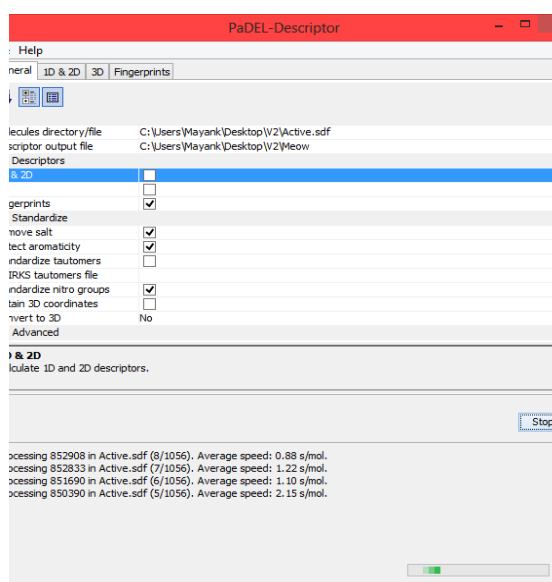 PaDEL-Descriptor
: Help
neral 1D & 2D 3D Fingerprints
lecules directory/file C:\Users\Mayank\Desktop\V2\Active.sdf
scriptor output file C:\Users\Mayank\Desktop\V2\Meow
Descriptors
& 2D
gerprints
Standardize
move salt
tect aromaticity
ndardize tautomers
IRKS tautomers file
ndardize nitro groups
tain 3D coordinates
nvert to 3D No
Advanced
) & 2D
lculate 1D and 2D descriptors.
Stop
ocessing 852908 in Active.sdf (8/1056). Average speed: 0.88 s/mol.
ocessing 852833 in Active.sdf (7/1056). Average speed: 1.22 s/mol.
ocessing 851690 in Active.sdf (6/1056). Average speed: 1.10 s/mol.
ocessing 850390 in Active.sdf (5/1056). Average speed: 2.15 s/mol.